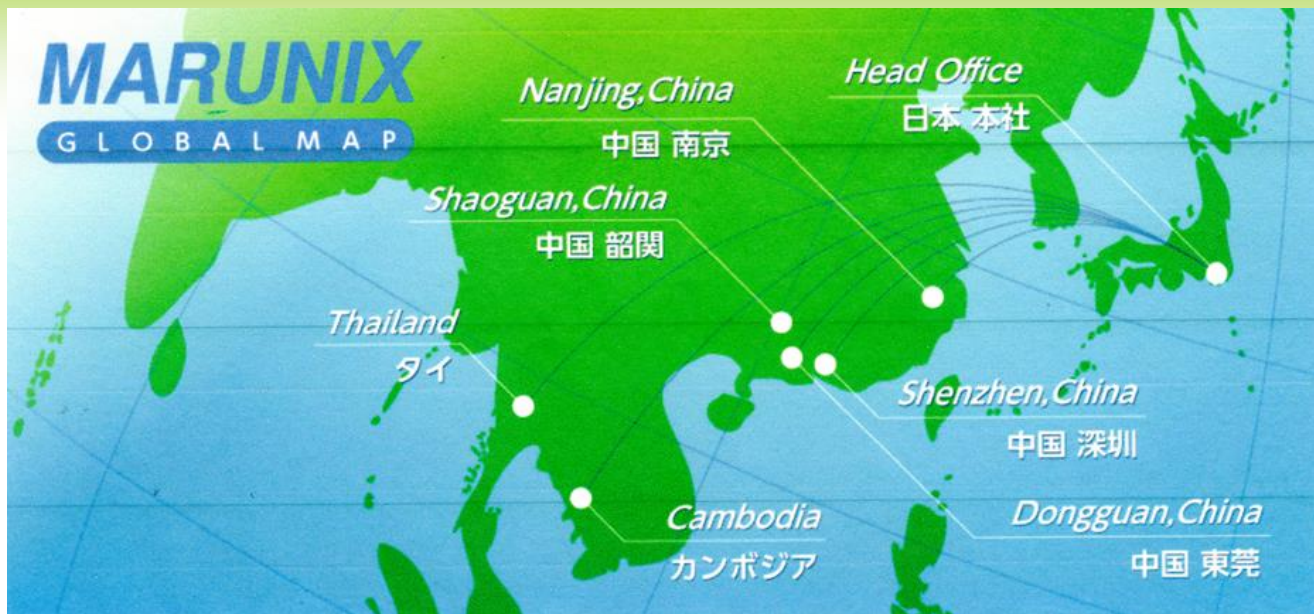 MARUNIX
GLOBAL MAP
Nanjing,China
中国 南京
Head Office
日本 本社
Shaoguan,China
中国 韶関
Thailand
タイ
Shenzhen,China
中国 深圳
Cambodia
カンボジア
Dongguan,China
中国 東莞